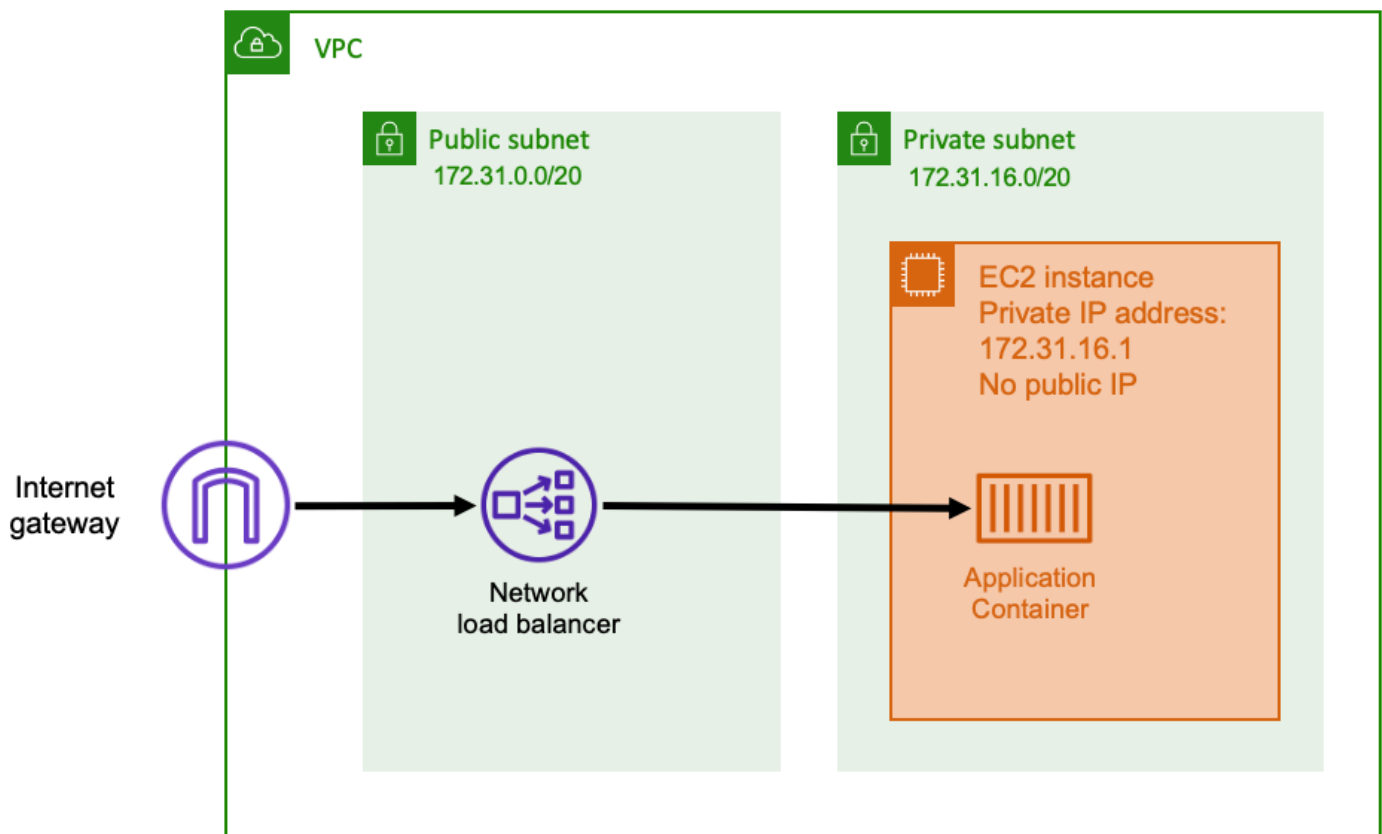 VPC
Public subnet
172.31.0.0/20
Private subnet
172.31.16.0/20
EC2 instance
Private IP address:
172.31.16.1
No public IP
Internet
gateway
Network
load balancer
Application
Container